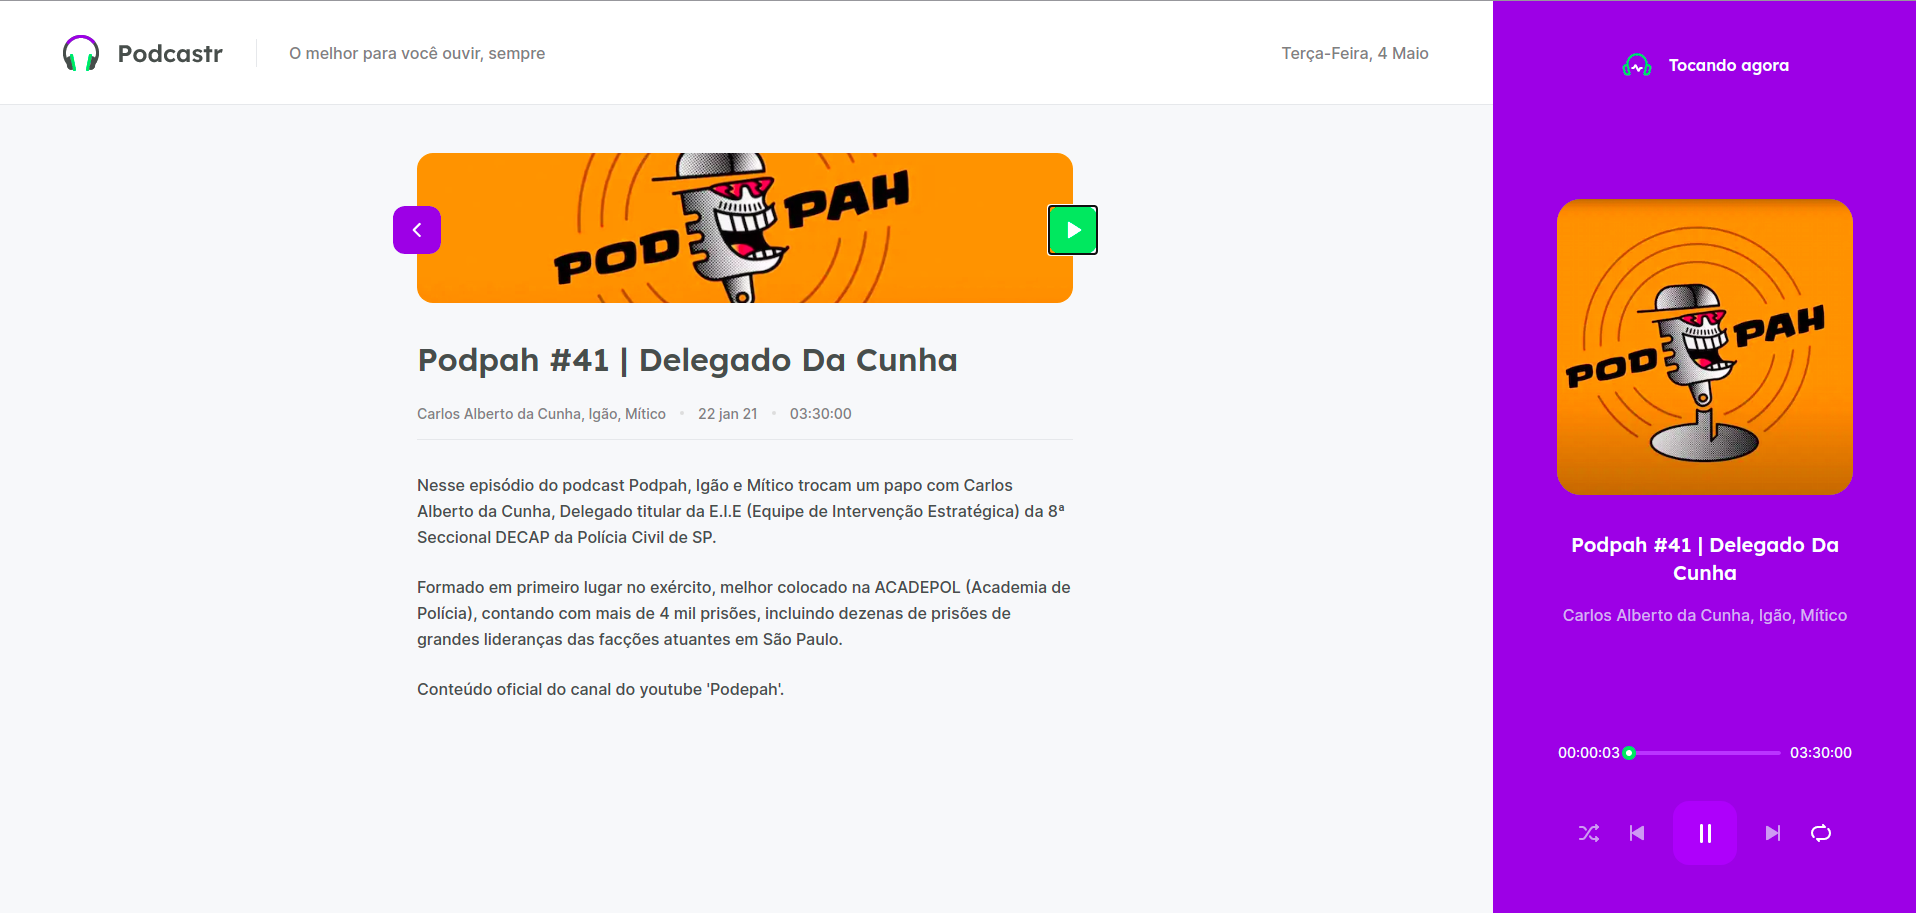 Podcastr
O melhor para você ouvir, sempre
Terça-Feira, 4 Maio
Tocando agora
POD PAH
Podpah #41 | Delegado Da Cunha
Carlos Alberto da Cunha, Igão, Mítico • 22 jan 21 • 03:30:00
Nesse episódio do podcast Podpah, Igão e Mítico trocam um papo com Carlos
Alberto da Cunha, Delegado titular da E.I.E (Equipe de Intervenção Estratégica) da 8ª
Seccional DECAP da Polícia Civil de SP.
Formado em primeiro lugar no exército, melhor colocado na ACADEPOL (Academia de
Polícia), contando com mais de 4 mil prisões, incluindo dezenas de prisões de
grandes lideranças das facções atuantes em São Paulo.
Conteúdo oficial do canal do youtube 'Podepah'.
POD PAH
Podpah #41 | Delegado Da
Cunha
Carlos Alberto da Cunha, Igão, Mítico
00:00:03
03:30:00